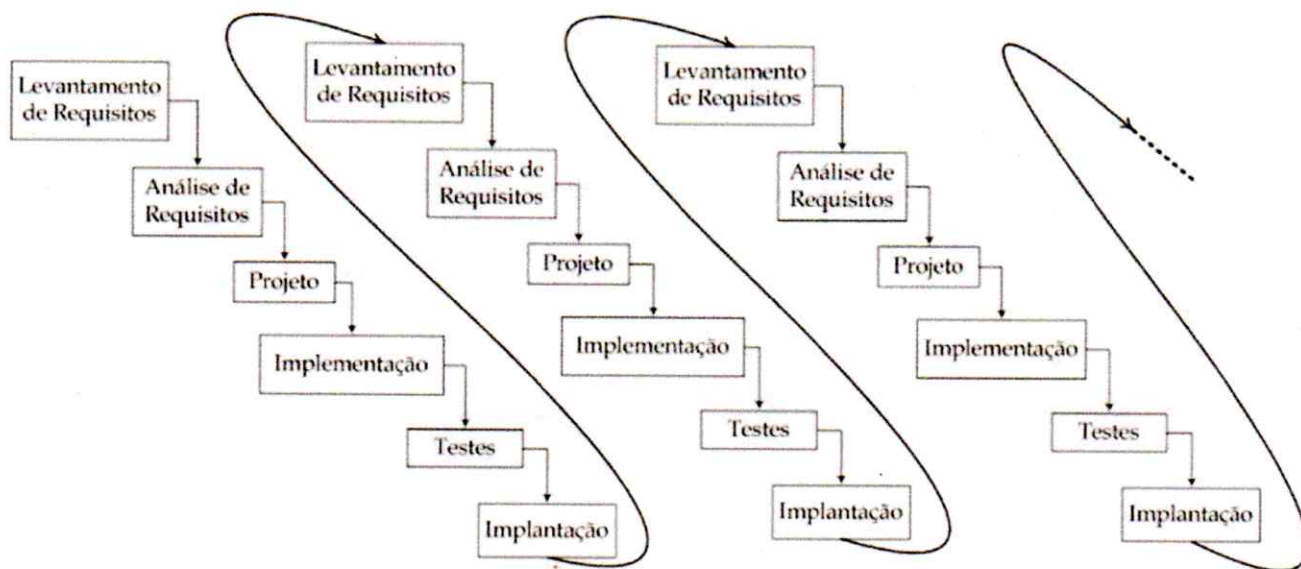 Levantamento
de Requisitos
Análise de
Requisitos
Projeto
Implementação
Testes
Implantação
Levantamento
de Requisitos
Análise de
Requisitos
Projeto
Implementação
Testes
Implantação
Levantamento
de Requisitos
Análise de
Requisitos
Projeto
Implementação
Testes
Implantação